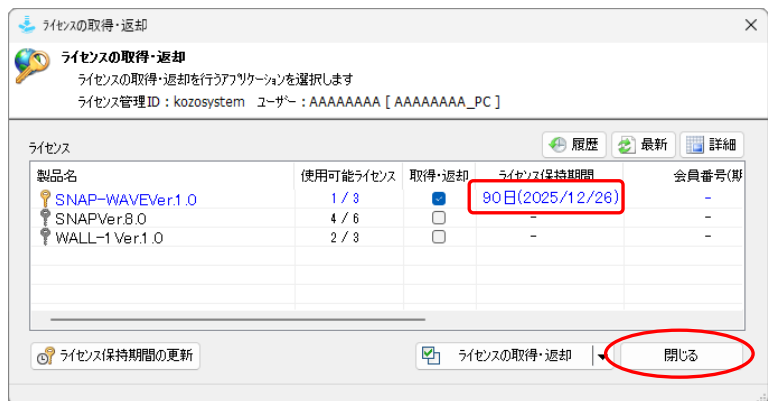 ライセンスの取得・返却
ライセンスの取得・返却
ライセンスの取得・返却を行うアプリケーションを選択します
ライセンス管理ID：kozosystem ユーザー：AAAAAAAA [ AAAAAAAA_PC ]
ライセンス 履歴 最新 詳細
製品名 使用可能ライセンス 取得・返却 ライセンス保持期間 会員番号(期
SNAP-WAVEVer.1.0 1 / 3 90日(2025/12/26) -
SNAPVer.8.0 4 / 6 - -
WALL-1 Ver.1.0 2 / 3 - -
ライセンス保持期間の更新 ライセンスの取得・返却 閉じる